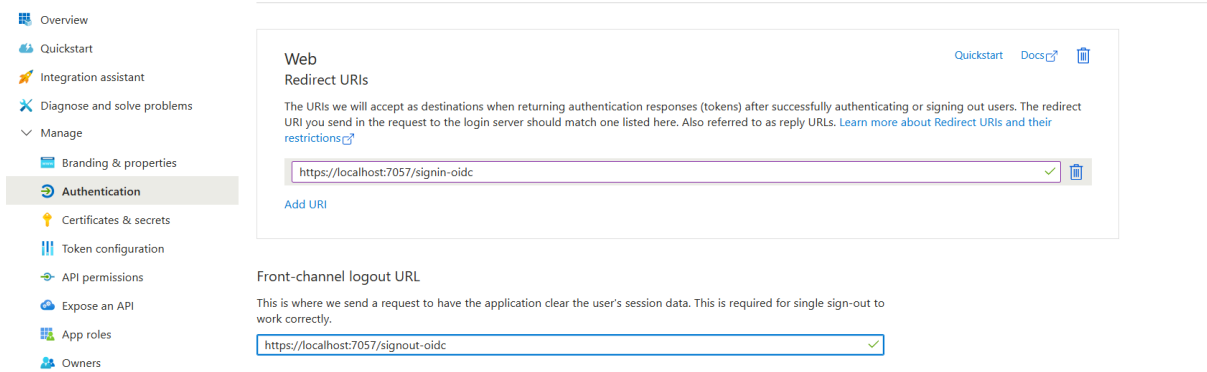 Overview
Quickstart
Integration assistant
Diagnose and solve problems
Manage
Branding & properties
Authentication
Certificates & secrets
Token configuration
API permissions
Expose an API
App roles
Owners
Web
Quickstart Docs
Redirect URIs
The URIs we will accept as destinations when returning authentication responses (tokens) after successfully authenticating or signing out users. The redirect
URI you send in the request to the login server should match one listed here. Also referred to as reply URLs. Learn more about Redirect URIs and their
restrictions
https://localhost:7057/signin-oidc
Add URI
Front-channel logout URL
This is where we send a request to have the application clear the user's session data. This is required for single sign-out to
work correctly.
https://localhost:7057/signout-oidc